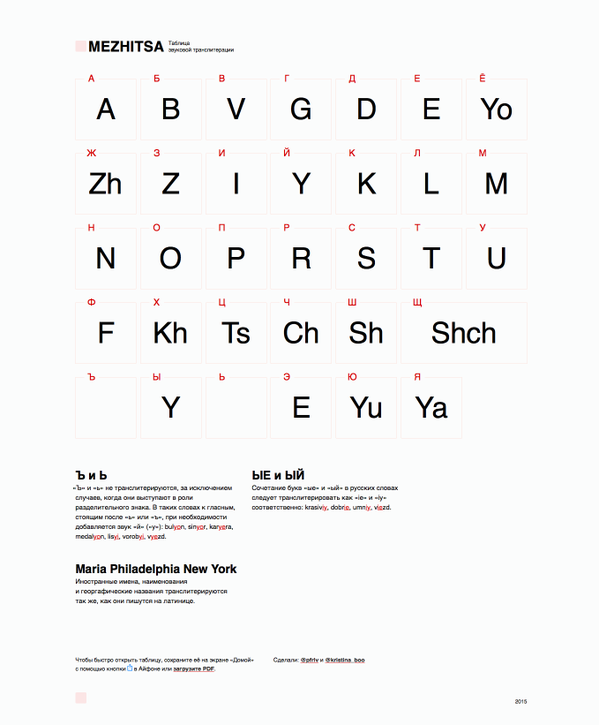 MEZHITSA Таблица
звуковой транслитерации
А Б В Г Д Е Ё
A B V G D E Yo
Ж З И Й К Л М
Zh Z I Y K L M
Н О П Р С Т У
N O P R S T U
Ф Х Ц Ч Ш Щ
F Kh Ts Ch Sh Shch
Ъ Ы Ь Э Ю Я
Y E Yu Ya
Ъ и Ь
«Ъ» и «ь» не транслитерируются, за исключением
случаев, когда они выступают в роли
разделительного знака. В таких словах к гласным,
стоящим после «ь» или «ъ», при необходимости
добавляется звук «й» («y»): bulyon, sinyor, karyera,
medalyon, lisyi, vorobyi, vyezd.
ЫЕ и ЫЙ
Сочетание букв «ые» и «ый» в русских словах
следует транслитерировать как «ie» и «iy»
соответственно: krasiviy, dobrie, umniy, viezd.
Maria Philadelphia New York
Иностранные имена, наименования
и географические названия транслитерируются
так же, как они пишутся на латинице.
Чтобы быстро открыть таблицу, сохраните её на экране «Домой»
с помощью кнопки в Айфоне или загрузите PDF.
Сделали: @pfriy и @kristina_boo
2015